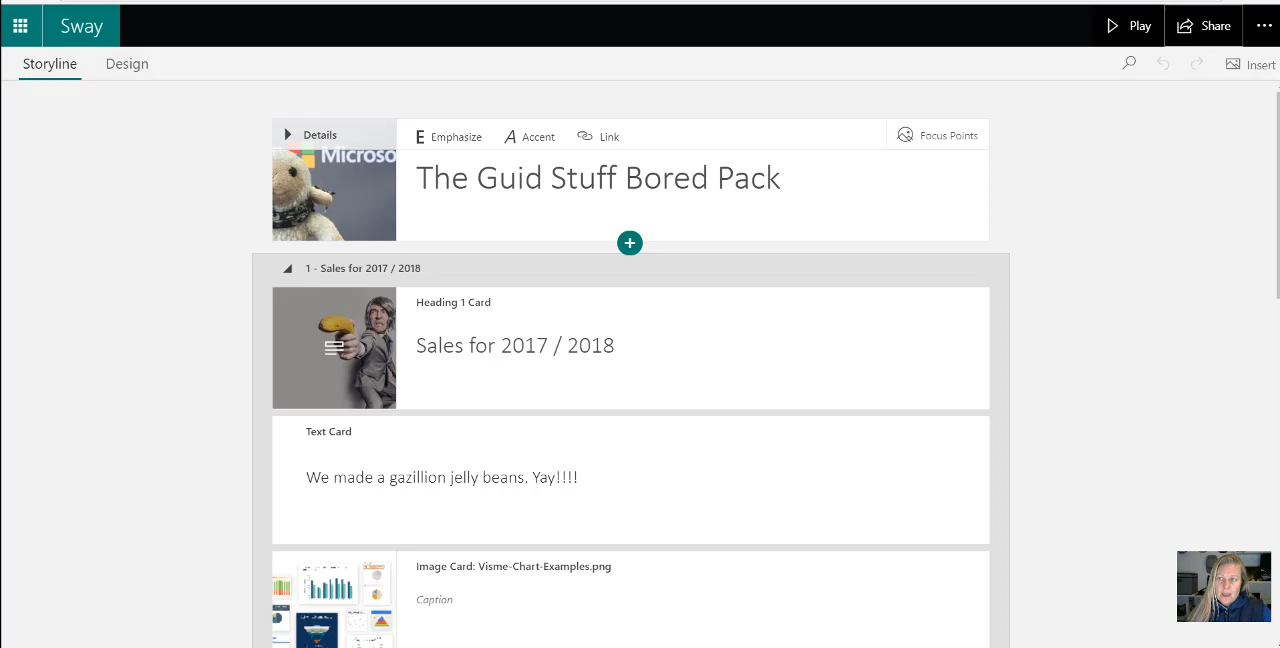 Sway
Play
Share
Storyline
Design
Insert
Details
E Emphasize
A Accent
Link
Focus Points
Microso
The Guid Stuff Bored Pack
1 - Sales for 2017 / 2018
Heading 1 Card
Sales for 2017 / 2018
Text Card
We made a gazillion jelly beans. Yay!!!!
Image Card: Visme-Chart-Examples.png
Caption